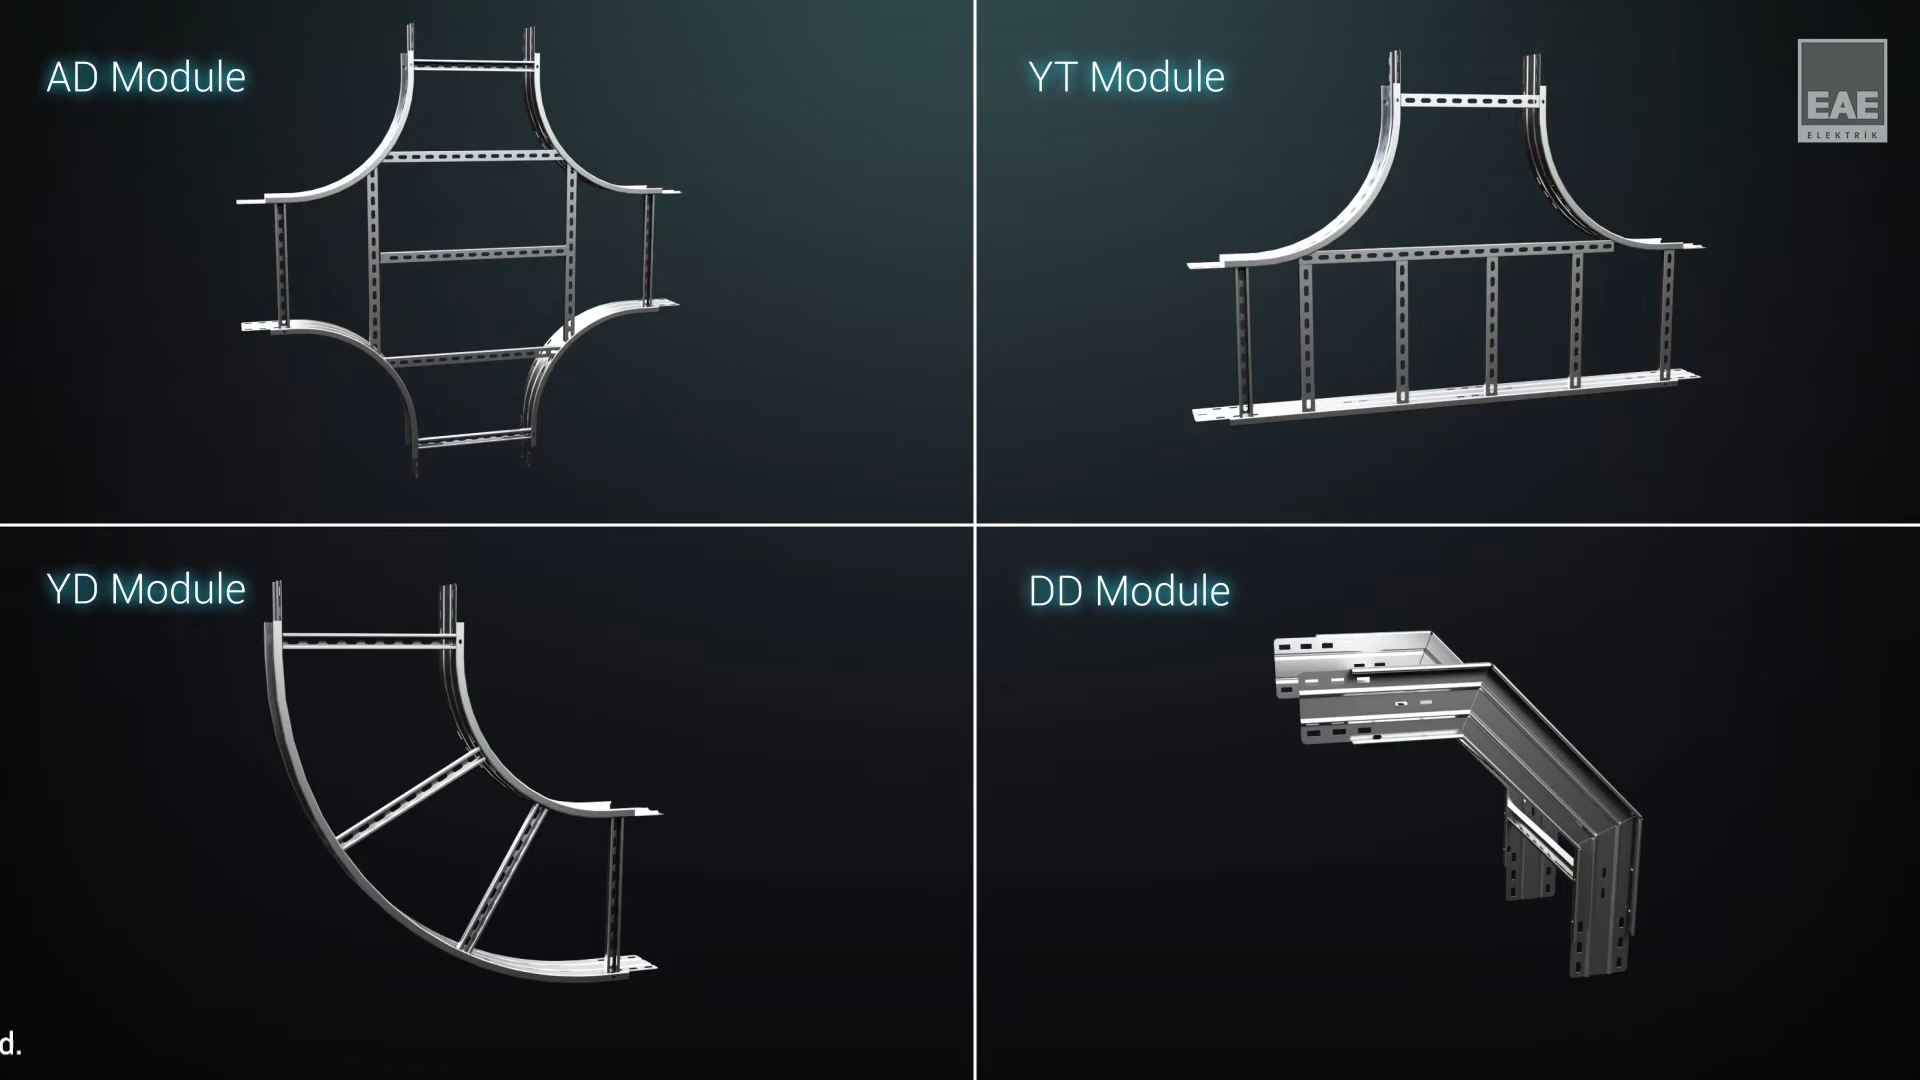 AD Module
YT Module
EAE
ELEKTRİK
YD Module
DD Module
d.